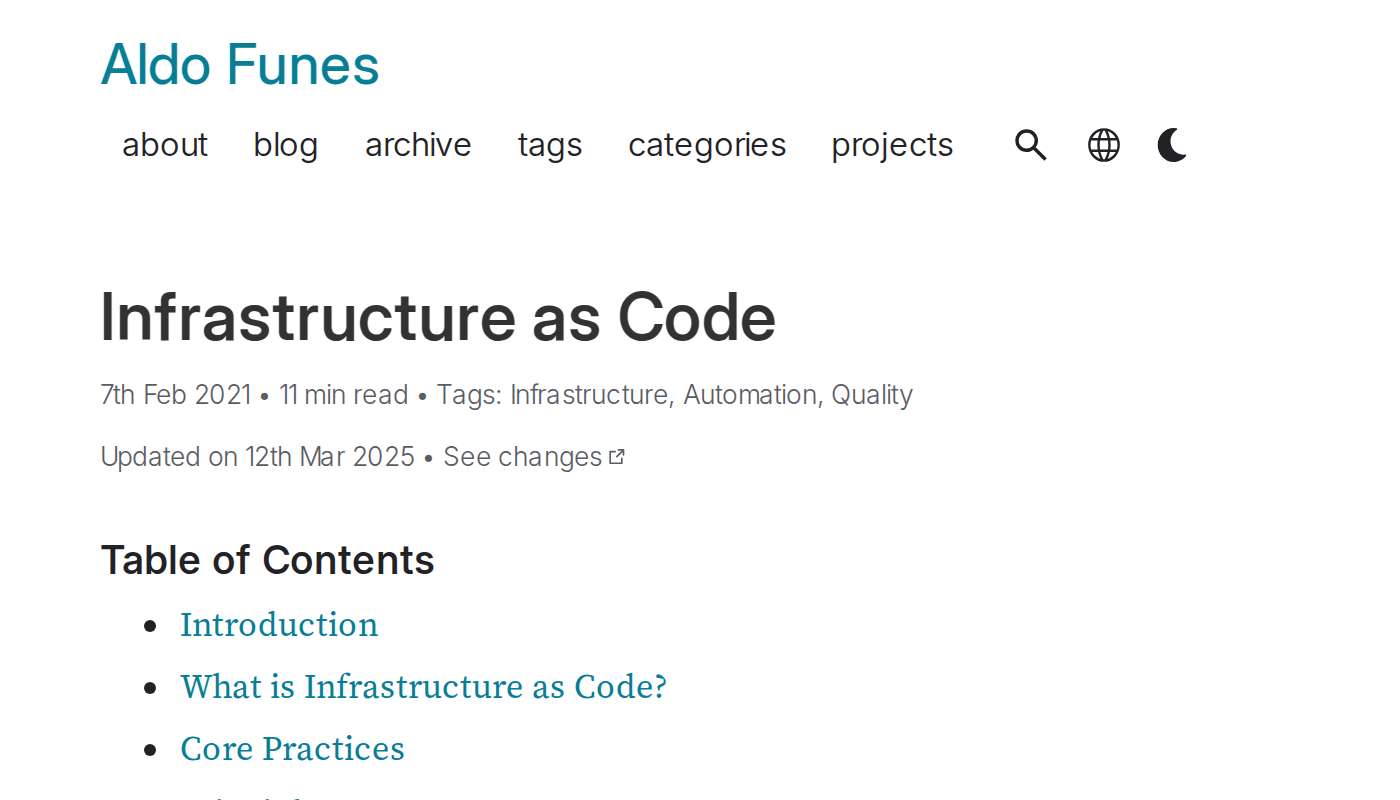 Aldo Funes
about blog archive tags categories projects
Infrastructure as Code
7th Feb 2021 • 11 min read • Tags: Infrastructure, Automation, Quality
Updated on 12th Mar 2025 • See changes
Table of Contents
• Introduction
• What is Infrastructure as Code?
• Core Practices